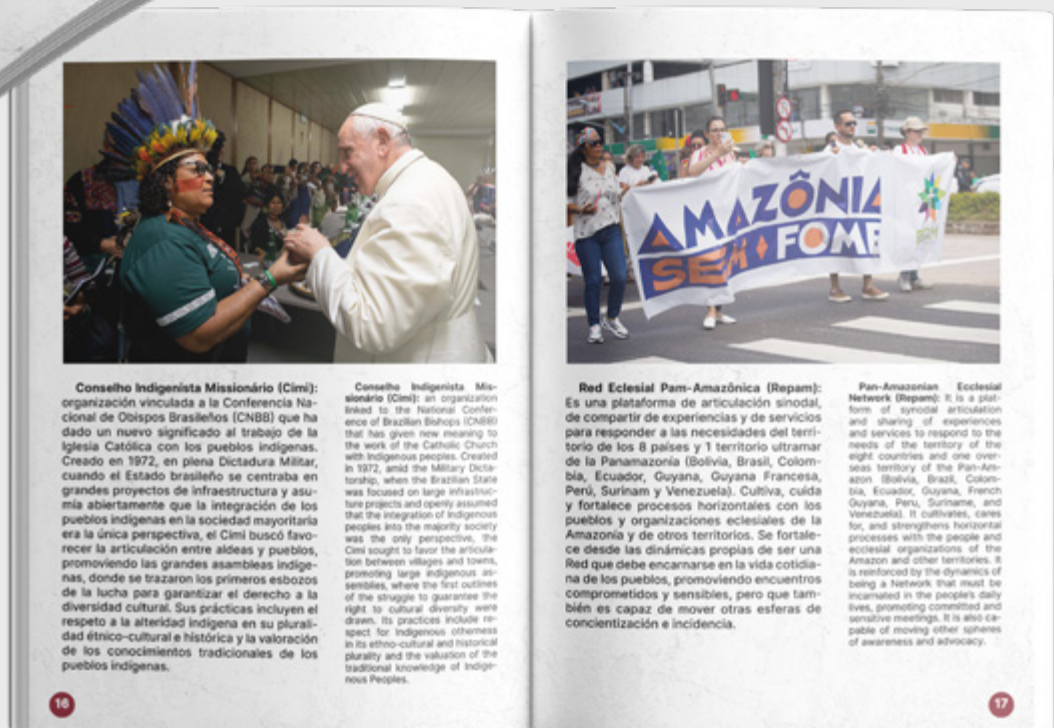 Conselho Indigenista Missionário (Cimi):
organización vinculada a la Conferencia Na-
cional de Obispos Brasileños (CNBB) que ha
dado un nuevo significado al trabajo de la
Iglesia Católica con los pueblos indígenas.
Creado en 1972, en plena Dictadura Militar,
cuando el Estado brasileño se centraba en
grandes proyectos de infraestructura y asu-
mía abiertamente que la integración de los
pueblos indígenas en la sociedad mayoritaria
era la única perspectiva, el Cimi buscó favo-
recer la articulación entre aldeas y pueblos,
promoviendo las grandes asambleas indíge-
nas, donde se trazaron los primeros esbozos
de la lucha para garantizar el derecho a la
diversidad cultural. Sus prácticas incluyen el
respeto a la alteridad indígena en su plurali-
dad étnico-cultural e histórica y la valoración
de los conocimientos tradicionales de los
pueblos indígenas.
Conselho Indigenista Mis-
sionário (Cimi): an organization
linked to the National Confer-
ence of Brazilian Bishops (CNBB)
that has given new meaning to
the work of the Catholic Church
with Indigenous peoples. Created
in 1972, amid the Military Dicta-
torship, when the Brazilian State
was focused on large infrastruc-
ture projects and openly assumed
that the integration of Indigenous
peoples into the majority society
was the only perspective, the
Cimi sought to favor the articula-
tion between villages and towns,
promoting large indigenous as-
semblies, where the first outlines
of the struggle to guarantee the
right to cultural diversity were
drawn. Its practices include re-
spect for Indigenous otherness
in its ethno-cultural and historical
plurality and the valuation of the
traditional knowledge of Indige-
nous Peoples.
16
AMAZÔNIA
SEM FOME
Red Eclesial Pam-Amazônica (Repam):
Es una plataforma de articulación sinodal,
de compartir de experiencias y de servicios
para responder a las necesidades del terri-
torio de los 8 países y 1 territorio ultramar
de la Panamazonía (Bolivia, Brasil, Colom-
bia, Ecuador, Guyana, Guyana Francesa,
Perú, Surinam y Venezuela). Cultiva, cuida
y fortalece procesos horizontales con los
pueblos y organizaciones eclesiales de la
Amazonía y de otros territorios. Se fortale-
ce desde las dinámicas propias de ser una
Red que debe encarnarse en la vida cotidia-
na de los pueblos, promoviendo encuentros
comprometidos y sensibles, pero que tam-
bién es capaz de mover otras esferas de
concientización e incidencia.
Pan-Amazonian Ecclesial
Network (Repam): It is a plat-
form of synodal articulation
and sharing of experiences
and services to respond to the
needs of the territory of the
eight countries and one over-
seas territory of the Pan-Am-
azon (Bolivia, Brazil, Colom-
bia, Ecuador, Guyana, French
Guyana, Peru, Suriname, and
Venezuela). It cultivates, cares
for, and strengthens horizontal
processes with the people and
ecclesial organizations of the
Amazon and other territories. It
is reinforced by the dynamics of
being a Network that must be
incarnated in the people's daily
lives, promoting committed and
sensitive meetings. It is also ca-
pable of moving other spheres
of awareness and advocacy.
17